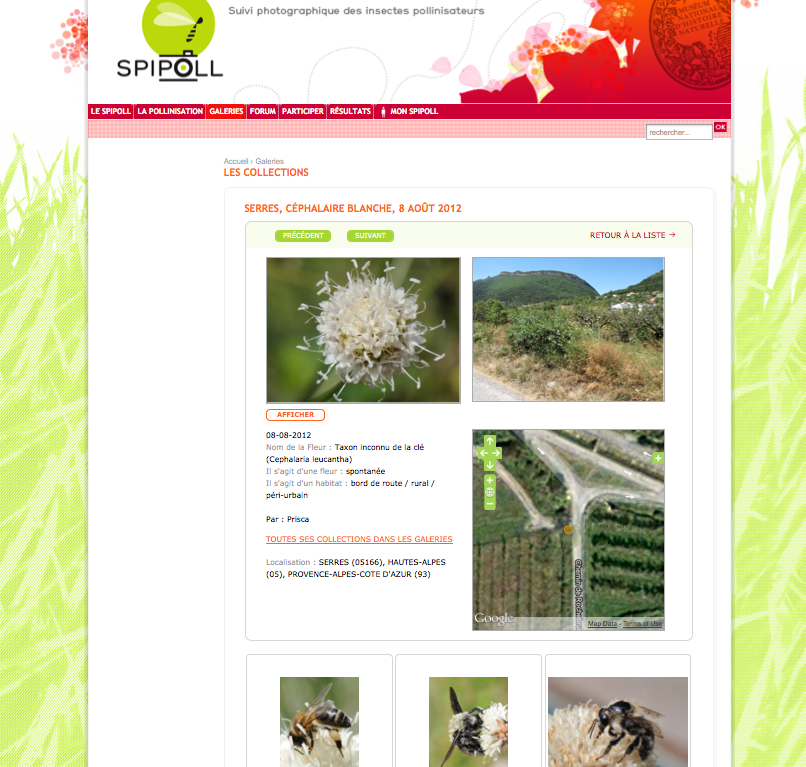 Suivi photographique des insectes pollinisateurs
SPIPOLL
LE SPIPOLL LA POLLINISATION GALERIES FORUM PARTICIPER RÉSULTATS MON SPIPOLL
rechercher... OK
Accueil › Galeries
LES COLLECTIONS
SERRES, CÉPHALAIRE BLANCHE, 8 AOÛT 2012
PRÉCÉDENT SUIVANT RETOUR À LA LISTE →
AFFICHER
08-08-2012
Nom de la Fleur : Taxon inconnu de la clé
(Cephalaria leucantha)
Il s'agit d'une fleur : spontanée
Il s'agit d'un habitat : bord de route / rural /
péri-urbain
Par : Prisca
TOUTES SES COLLECTIONS DANS LES GALERIES
Localisation : SERRES (05166), HAUTES-ALPES
(05), PROVENCE-ALPES-COTE D'AZUR (93)
Google
Map Data - Terms of Use